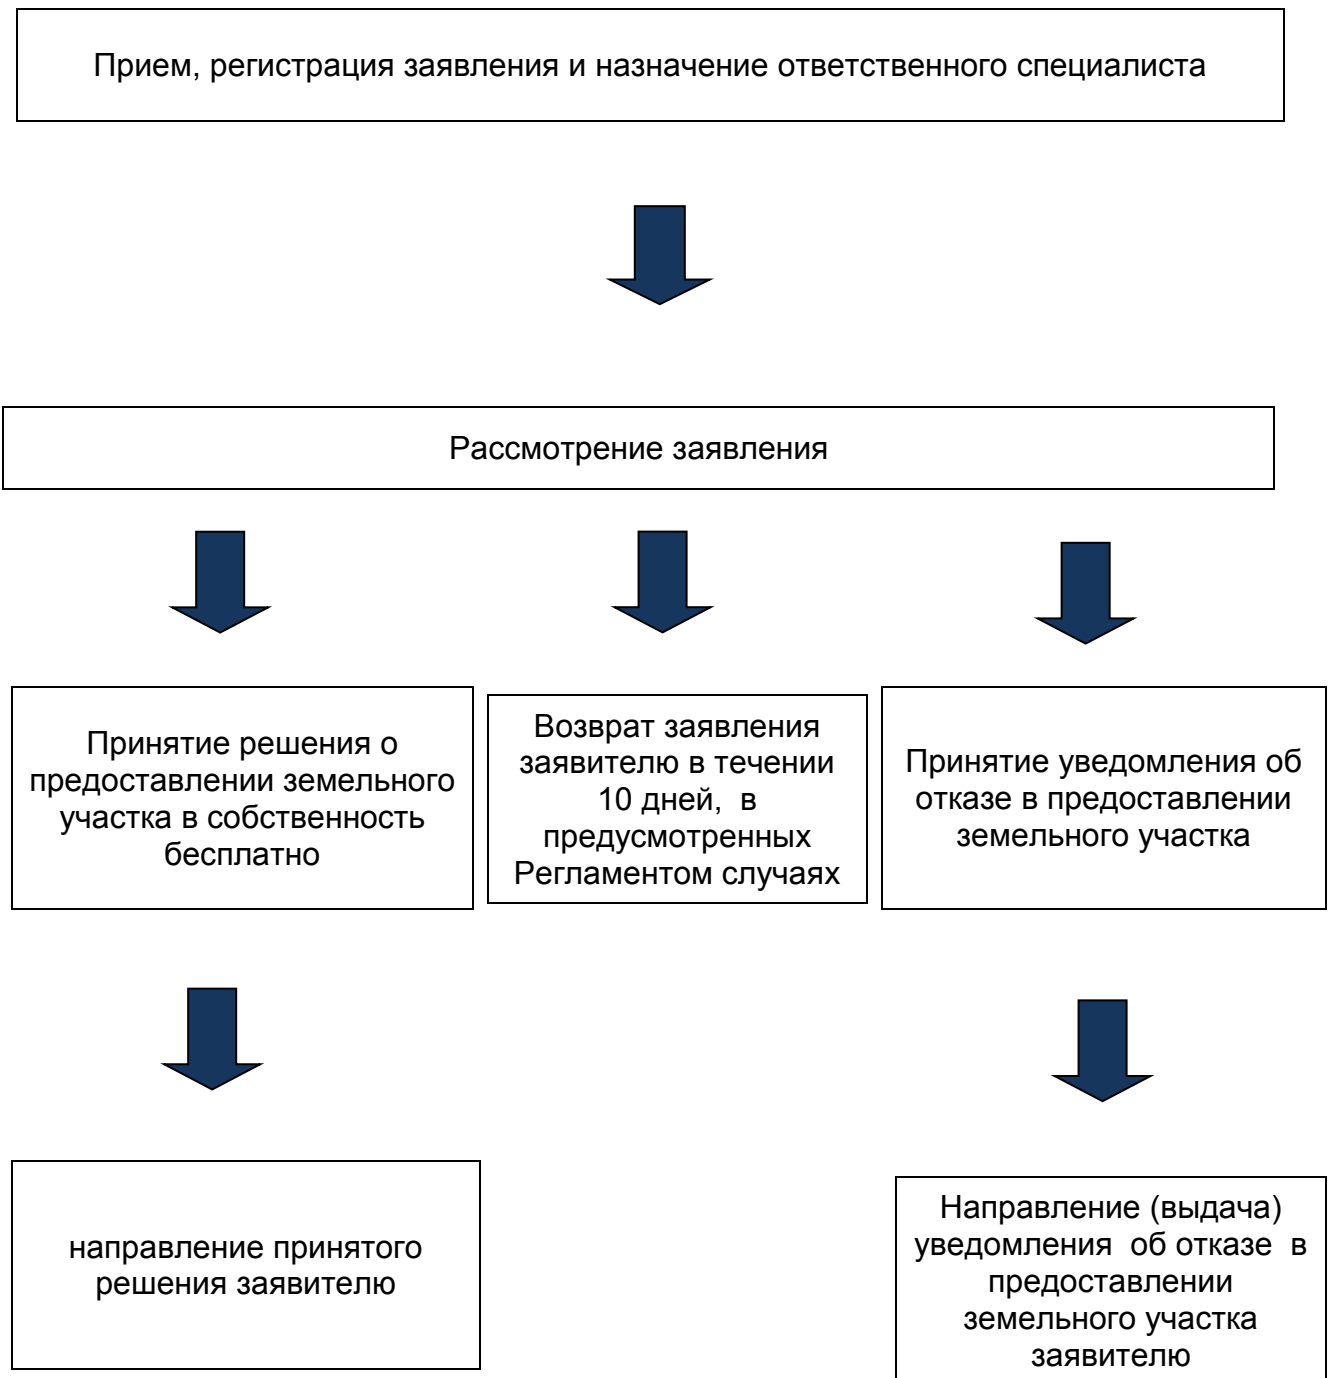 Прием, регистрация заявления и назначение ответственного специалиста
Рассмотрение заявления
Принятие решения о
предоставлении земельного
участка в собственность
бесплатно
Возврат заявления
заявителю в течении
10 дней,  в
предусмотренных
Регламентом случаях
Принятие уведомления об
отказе в предоставлении
земельного участка
направление принятого
решения заявителю
Направление (выдача)
уведомления  об отказе  в
предоставлении
земельного участка
заявителю